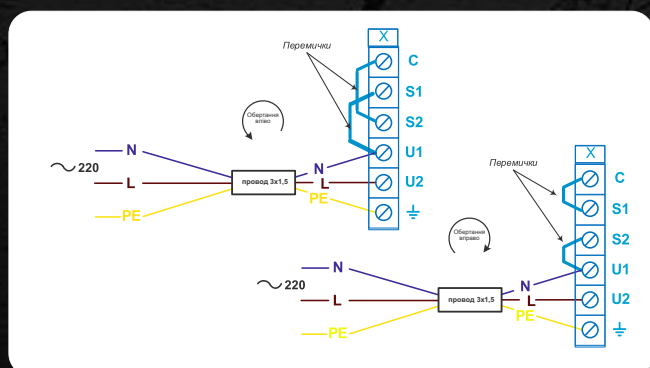 X
Перемички
C
S1
Обертання
вліво
S2
N
U1
N
220
провод 3х1,5
L
L
U2
PE
PE
X
Перемички
C
S1
Обертання
вправо
S2
N
U1
N
220
провод 3х1,5
L
L
U2
PE
PE